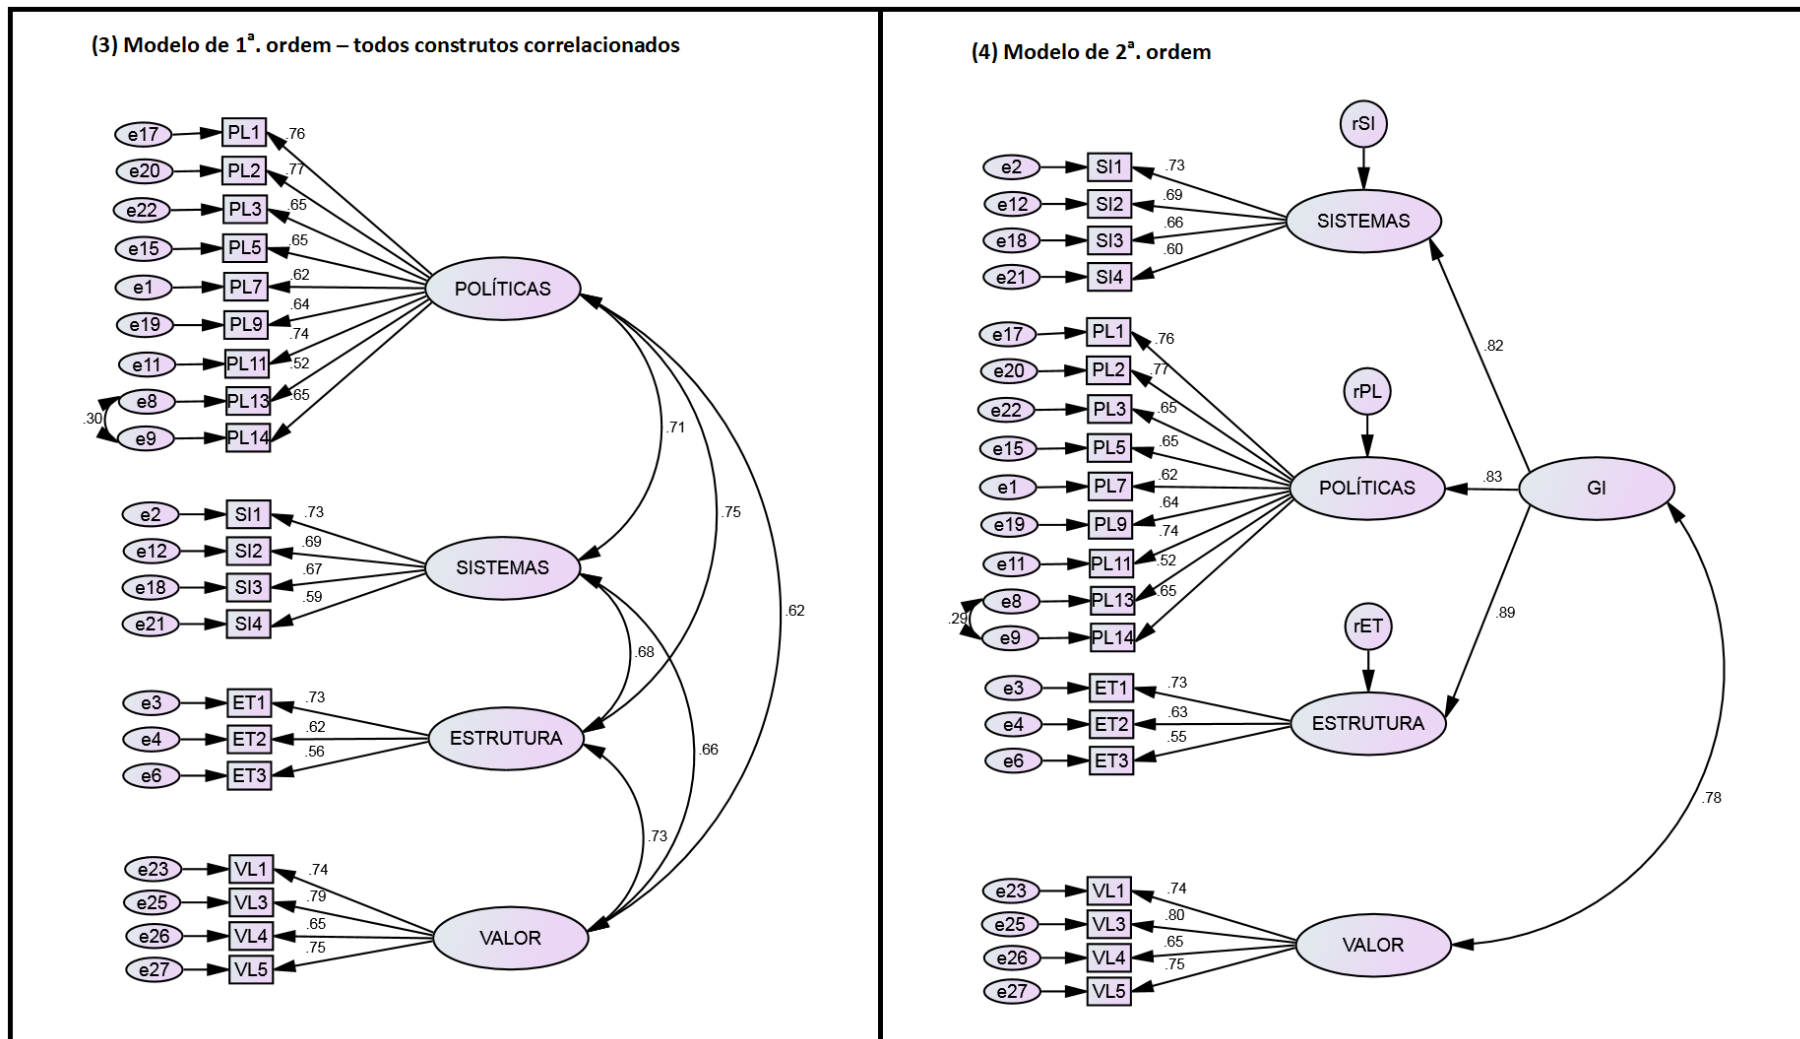 (3) Modelo de 1ª. ordem – todos construtos correlacionados
e17 PL1 .76
e20 PL2 .77
e22 PL3 .65
e15 PL5 .65
e1 PL7 .62
e19 PL9 .64
e11 PL11 .74
.52
e8 PL13 .65
.30
e9 PL14
POLÍTICAS
.71
.75
.62
e2 SI1 .73
e12 SI2 .69
e18 SI3 .67
e21 SI4 .59
SISTEMAS
.68
.66
e3 ET1 .73
e4 ET2 .62
e6 ET3 .56
ESTRUTURA
.73
e23 VL1 .74
e25 VL3 .79
e26 VL4 .65
e27 VL5 .75
VALOR
(4) Modelo de 2ª. ordem
rSI
e2 SI1 .73
e12 SI2 .69
e18 SI3 .66
e21 SI4 .60
SISTEMAS
.82
e17 PL1 .76
e20 PL2 .77
e22 PL3 .65
e15 PL5 .65
e1 PL7 .62
e19 PL9 .64
e11 PL11 .74
.52
e8 PL13 .65
.29
e9 PL14
rPL
POLÍTICAS
.83
GI
.89
rET
e3 ET1 .73
e4 ET2 .63
e6 ET3 .55
ESTRUTURA
.78
e23 VL1 .74
e25 VL3 .80
e26 VL4 .65
e27 VL5 .75
VALOR